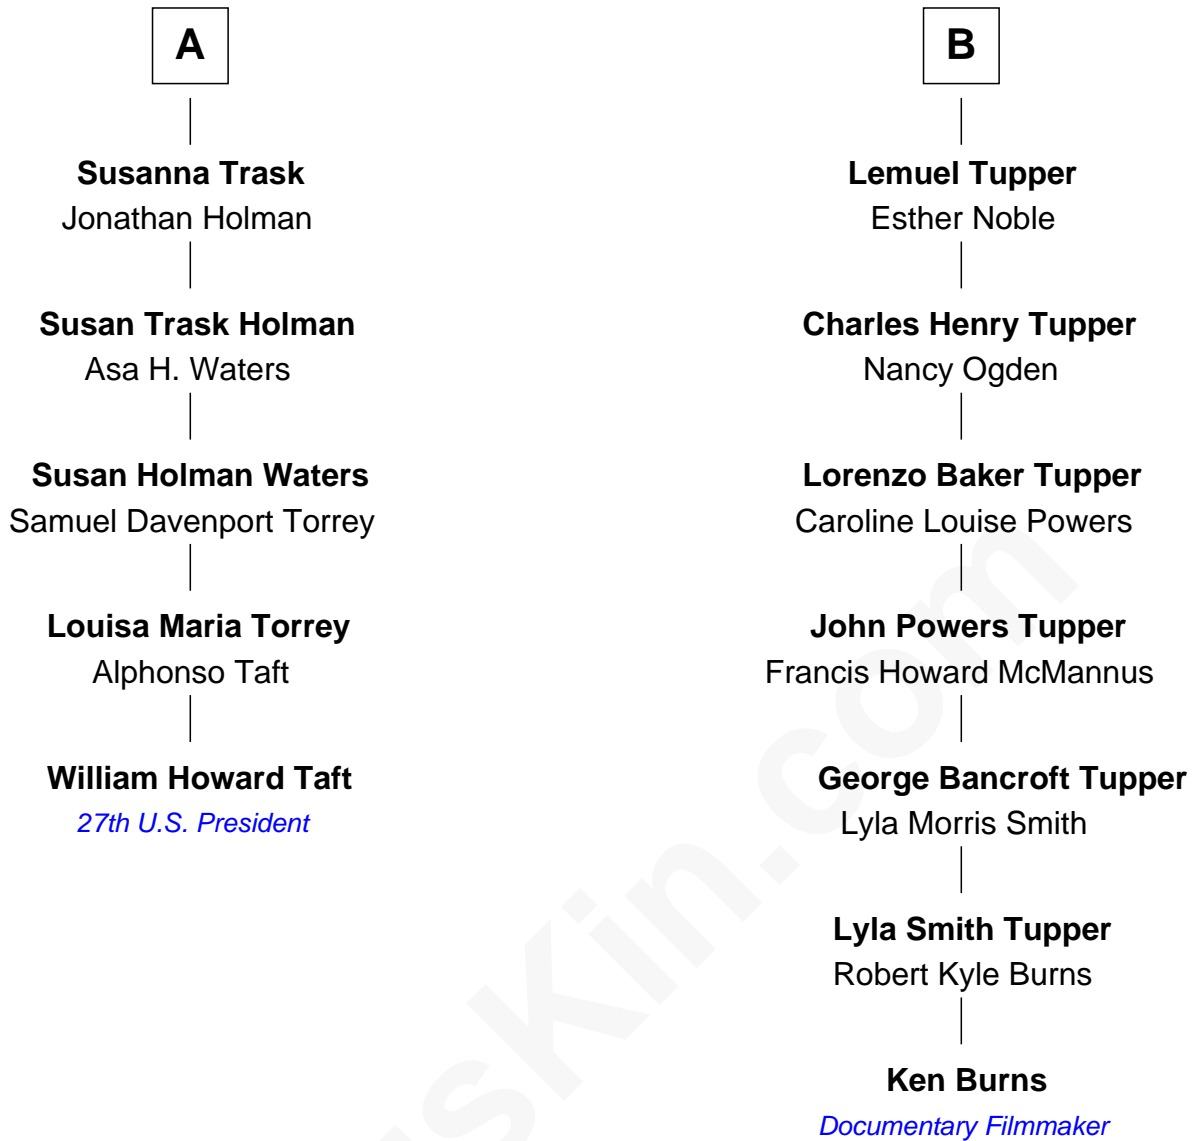 A
Susanna Trask
Jonathan Holman
Susan Trask Holman
Asa H. Waters
Susan Holman Waters
Samuel Davenport Torrey
Louisa Maria Torrey
Alphonso Taft
William Howard Taft
27th U.S. President
B
Lemuel Tupper
Esther Noble
Charles Henry Tupper
Nancy Ogden
Lorenzo Baker Tupper
Caroline Louise Powers
John Powers Tupper
Francis Howard McMannus
George Bancroft Tupper
Lyla Morris Smith
Lyla Smith Tupper
Robert Kyle Burns
Ken Burns
Documentary Filmmaker
usKin.com